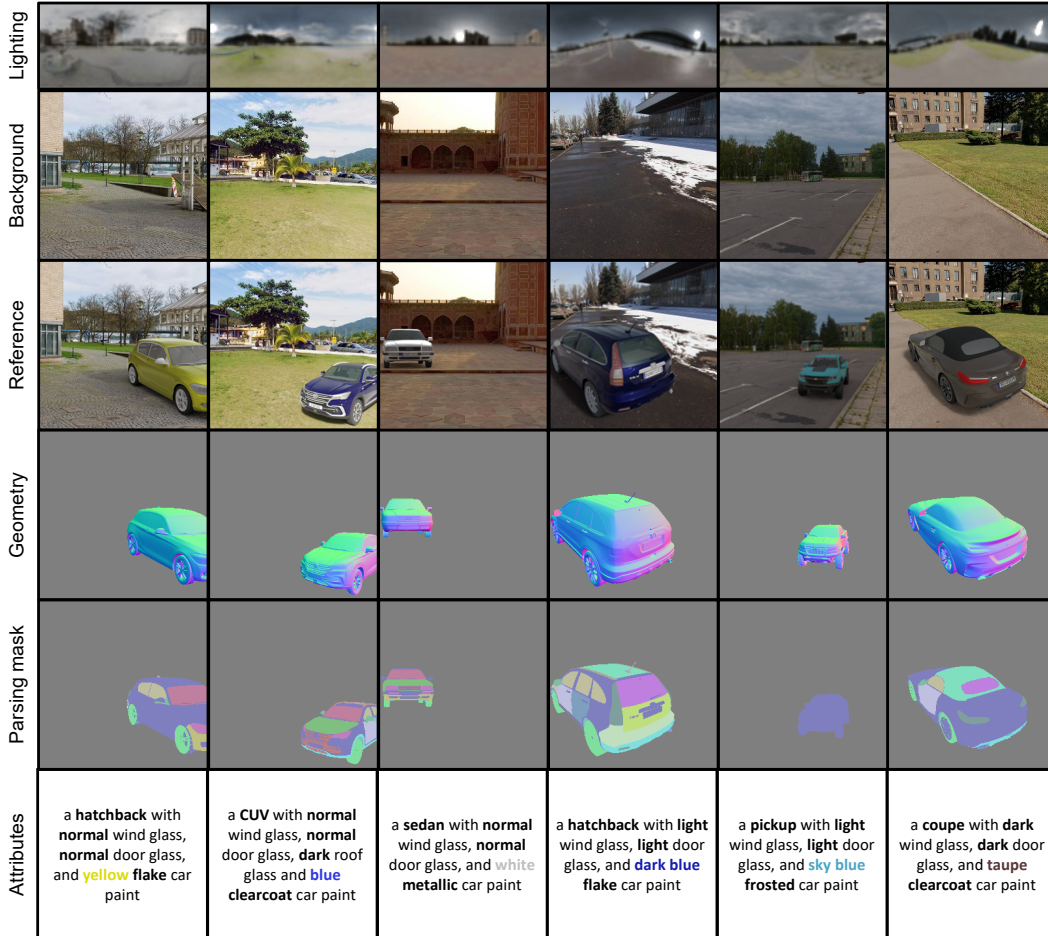 Lighting
Background
Reference
Geometry
Parsing mask
Attributes
a hatchback with
normal wind glass,
normal door glass,
and yellow flake car
paint
a CUV with normal
wind glass, normal
door glass, dark roof
glass and blue
clearcoat car paint
a sedan with normal
wind glass, normal
door glass, and white
metallic car paint
a hatchback with light
wind glass, light door
glass, and dark blue
flake car paint
a pickup with light
wind glass, light door
glass, and sky blue
frosted car paint
a coupe with dark
wind glass, dark door
glass, and taupe
clearcoat car paint